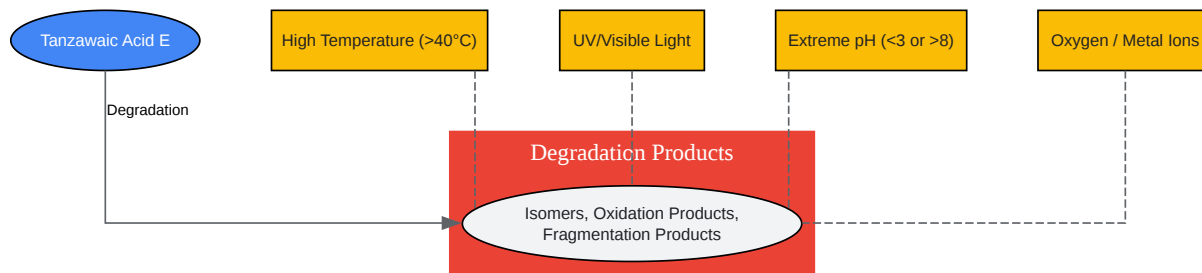 Tanzawaic Acid E
High Temperature (>40°C)
UV/Visible Light
Extreme pH (<3 or >8)
Oxygen / Metal Ions
Degradation
Degradation Products
Isomers, Oxidation Products,
Fragmentation Products